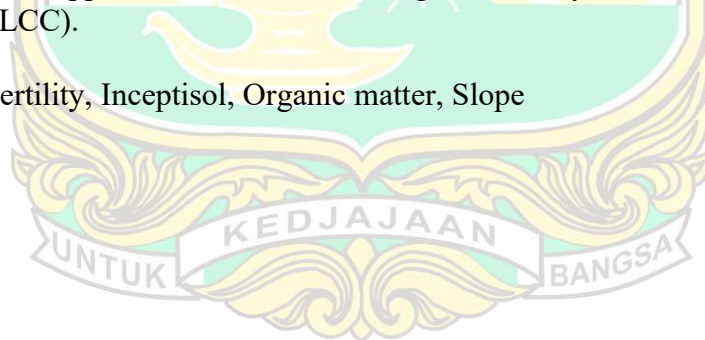 LCC).
ertility, Inceptisol, Organic matter, Slope
UNTUK KEDJAJAAN BANGSA